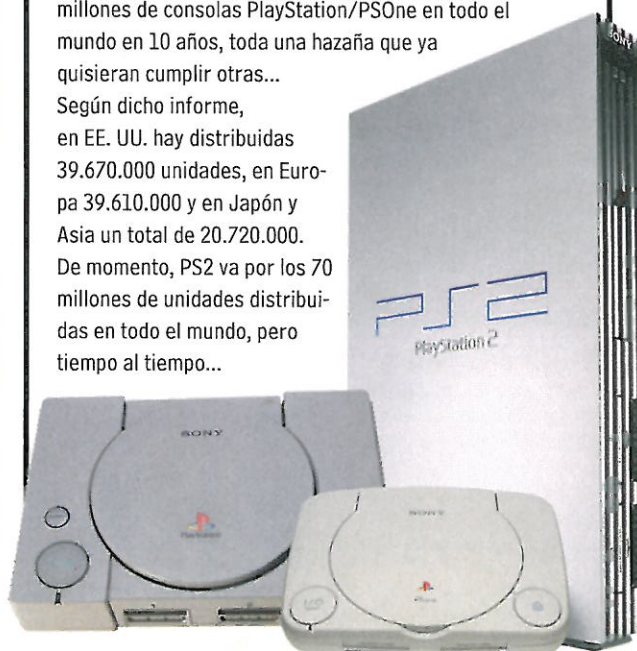 millones de consolas PlayStation/PSOne en todo el
mundo en 10 años, toda una hazaña que ya
quisieran cumplir otras...
Según dicho informe,
en EE. UU. hay distribuidas
39.670.000 unidades, en Euro-
pa 39.610.000 y en Japón y
Asia un total de 20.720.000.
De momento, PS2 va por los 70
millones de unidades distribui-
das en todo el mundo, pero
tiempo al tiempo...
SONY
PS2
PlayStation 2
SONY
PlayStation
SONY